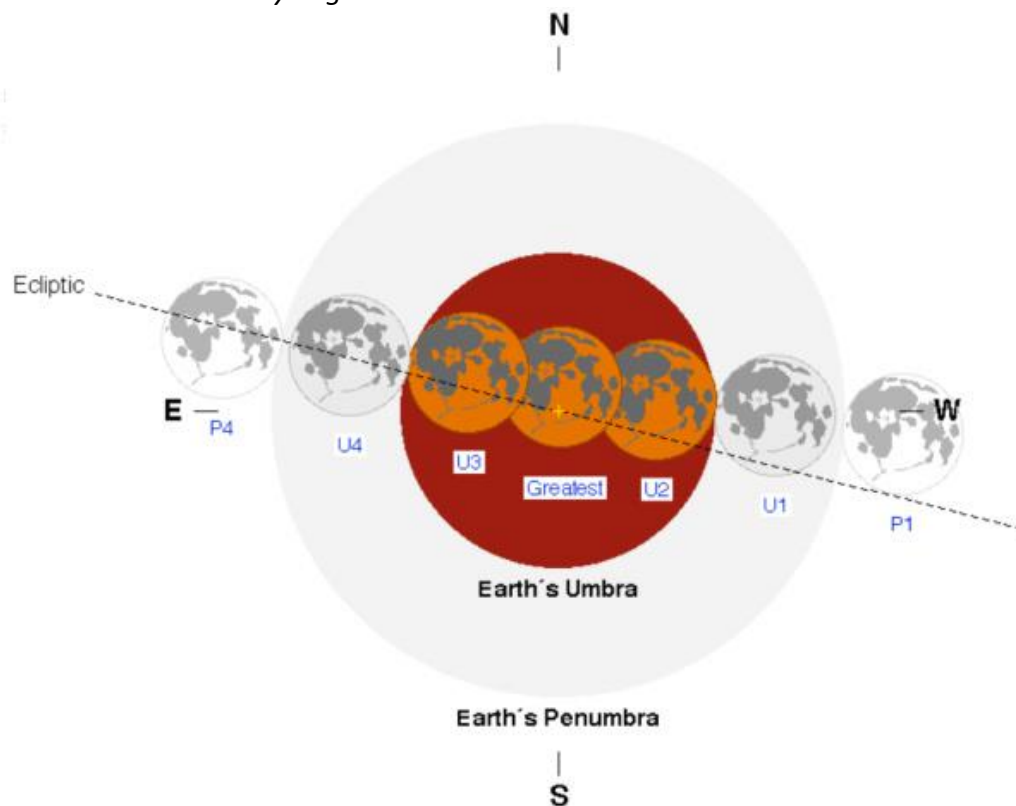 N
Ecliptic
E
W
P4
U4
U3
Greatest
U2
U1
P1
Earth´s Umbra
Earth´s Penumbra
S